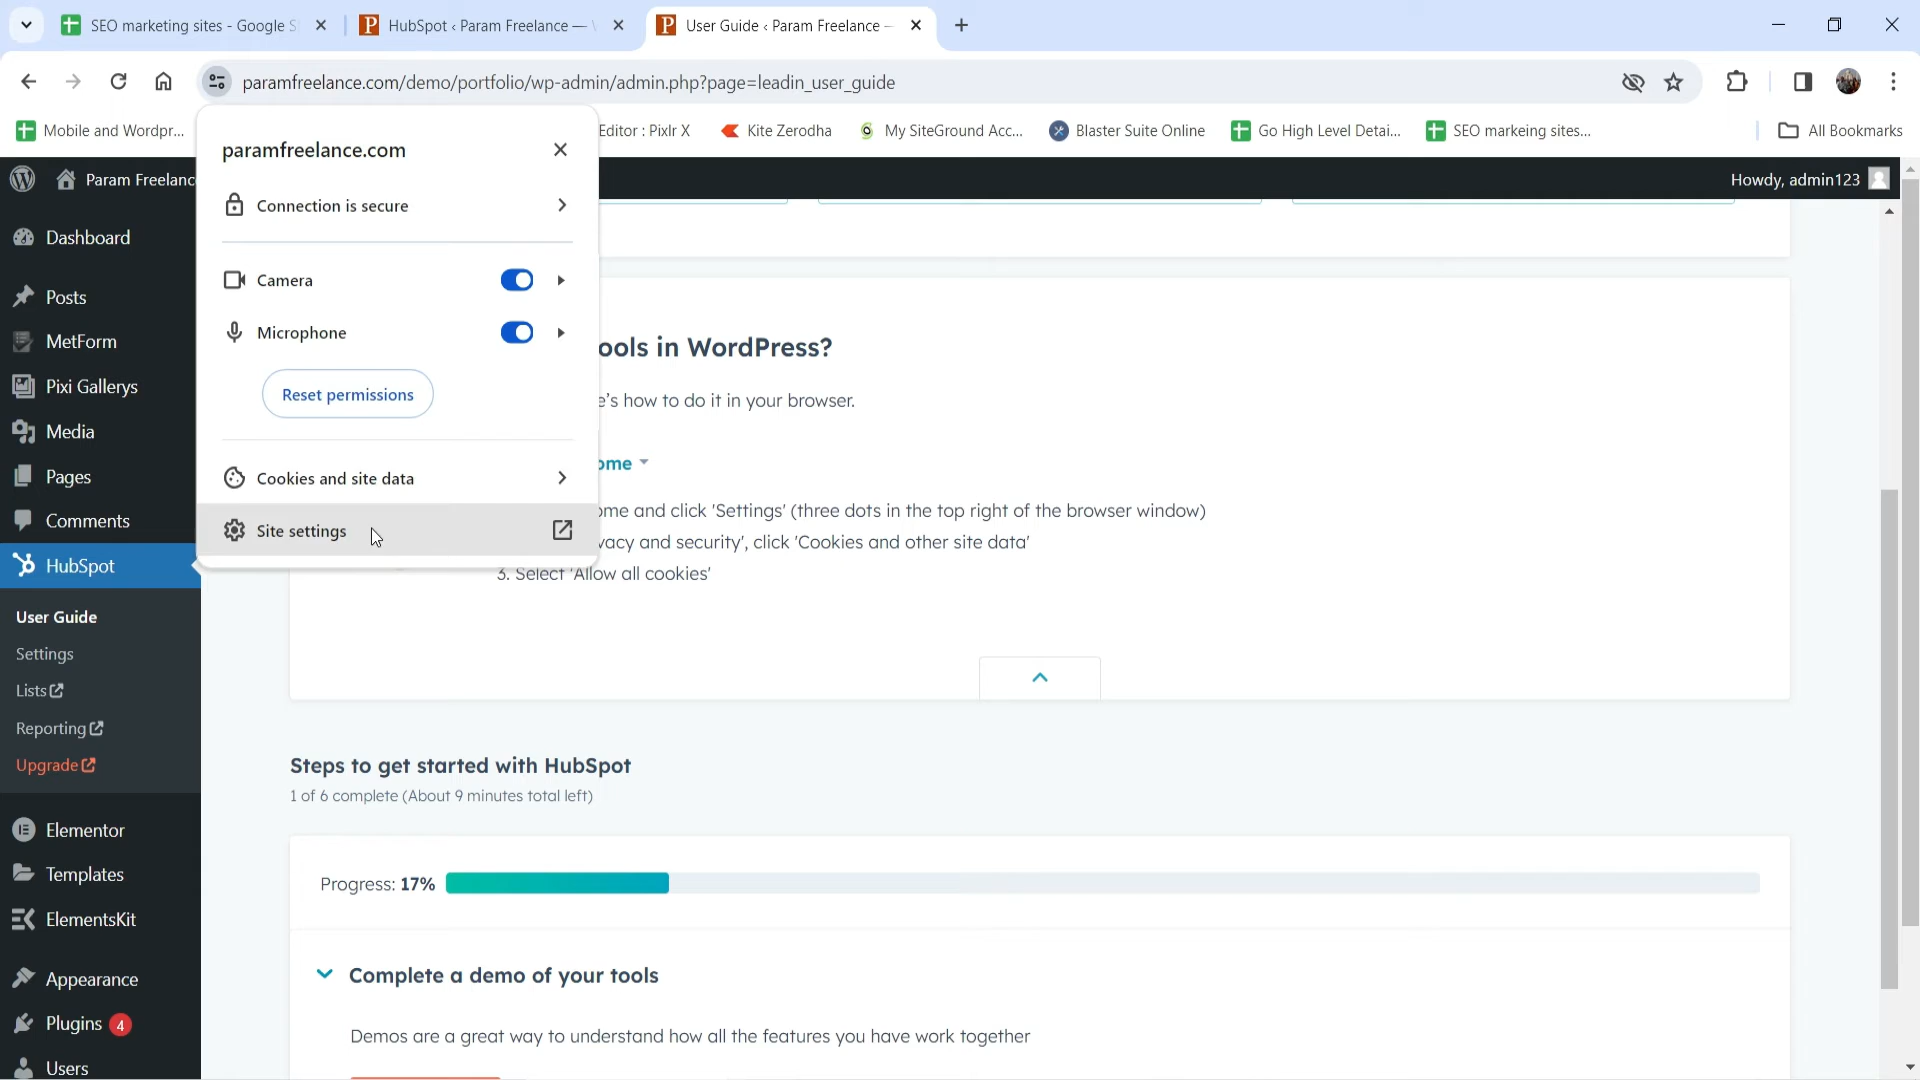 SEO marketing sites - Google S
HubSpot ‹ Param Freelance —
User Guide ‹ Param Freelance –
paramfreelance.com/demo/portfolio/wp-admin/admin.php?page=leadin_user_guide
Mobile and Wordpr...
Editor : Pixlr X
Kite Zerodha
My SiteGround Acc...
Blaster Suite Online
Go High Level Detai...
SEO markeing sites...
All Bookmarks
Param Freelanc
Howdy, admin123
paramfreelance.com
Connection is secure
Camera
Microphone
Reset permissions
Cookies and site data
Site settings
Dashboard
Posts
MetForm
Pixi Gallerys
Media
Pages
Comments
HubSpot
User Guide
Settings
Lists
Reporting
Upgrade
Elementor
Templates
ElementsKit
Appearance
Plugins 4
Users
ools in WordPress?
e's how to do it in your browser.
ome
ome and click 'Settings' (three dots in the top right of the browser window)
vacy and security', click 'Cookies and other site data'
3. Select 'Allow all cookies'
Steps to get started with HubSpot
1 of 6 complete (About 9 minutes total left)
Progress: 17%
Complete a demo of your tools
Demos are a great way to understand how all the features you have work together